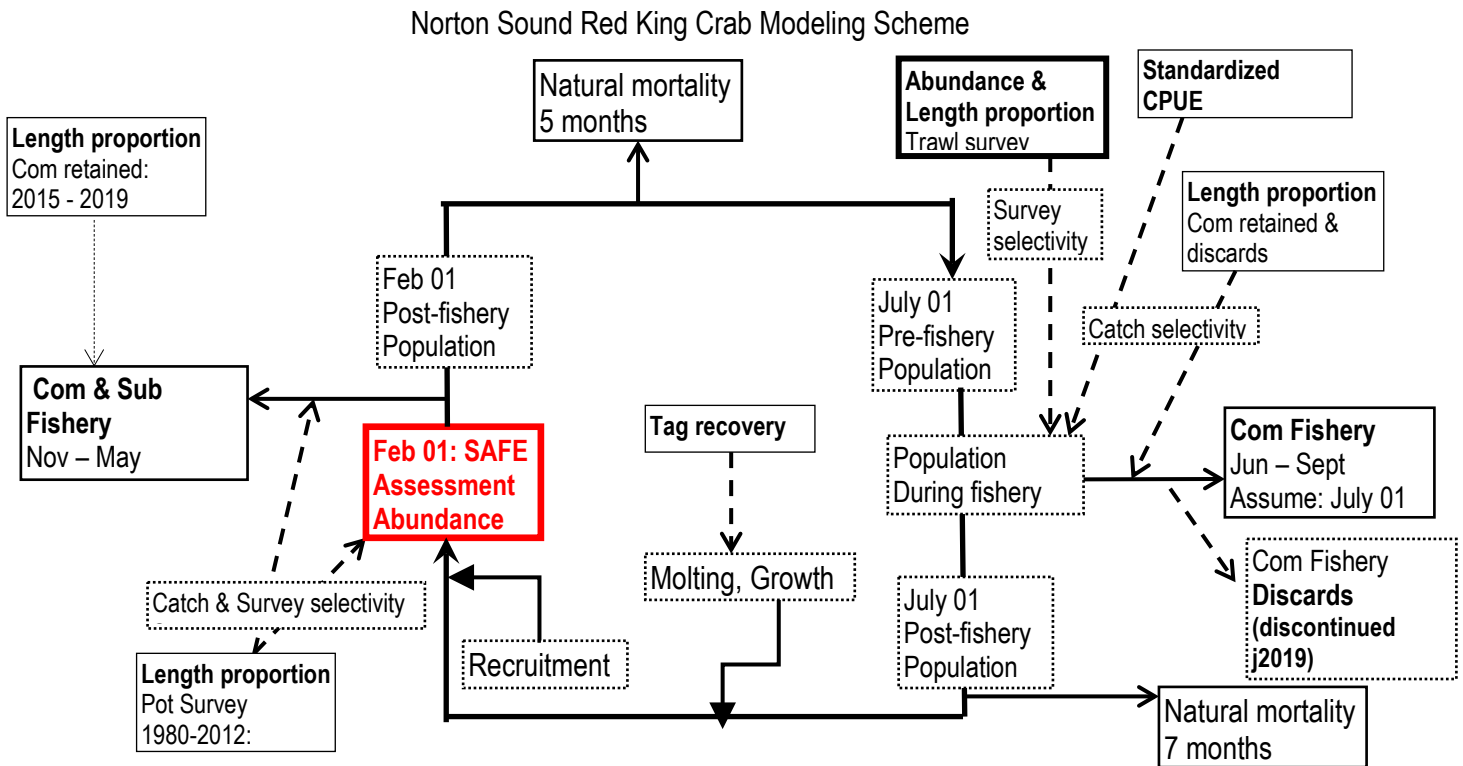 Norton Sound Red King Crab Modeling Scheme
Natural mortality
5 months
Abundance &
Length proportion
Trawl survey
Standardized
CPUE
Length proportion
Com retained:
2015 - 2019
Length proportion
Com retained &
discards
Survey
selectivity
Feb 01
Post-fishery
Population
July 01
Pre-fishery
Population
Catch selectivity
Com & Sub
Fishery
Nov – May
Feb 01: SAFE
Assessment
Abundance
Tag recovery
Population
During fishery
Com Fishery
Jun – Sept
Assume: July 01
Catch & Survey selectivity
Molting, Growth
July 01
Post-fishery
Population
Com Fishery
Discards
(discontinued
j2019)
Recruitment
Length proportion
Pot Survey
1980-2012:
Natural mortality
7 months